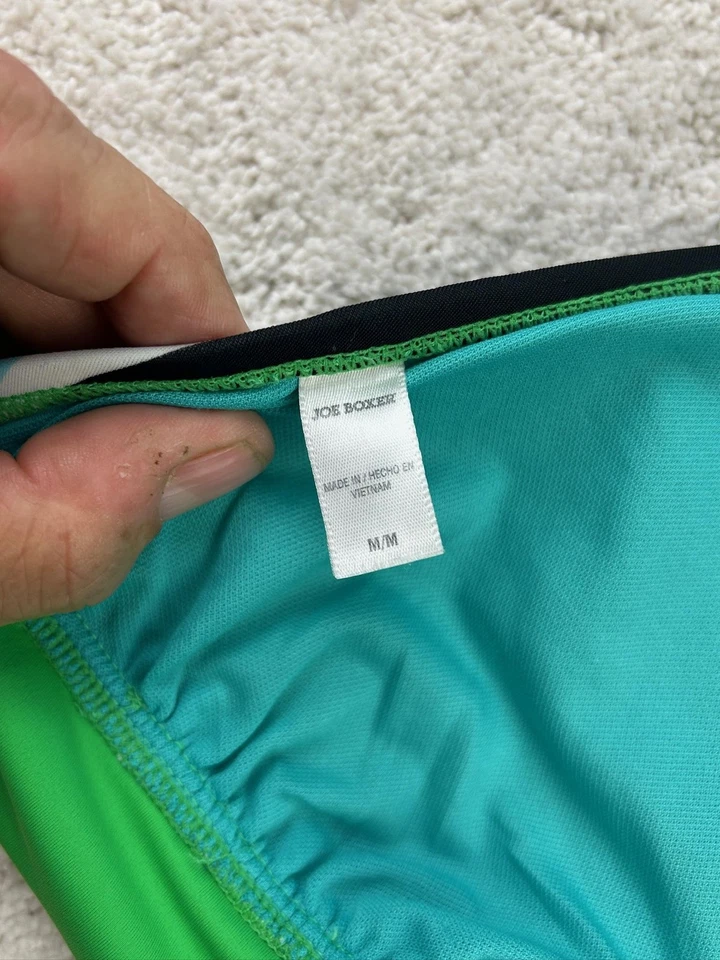 JOE BOXER
MADE IN / HECHO EN
VIETNAM
M/M